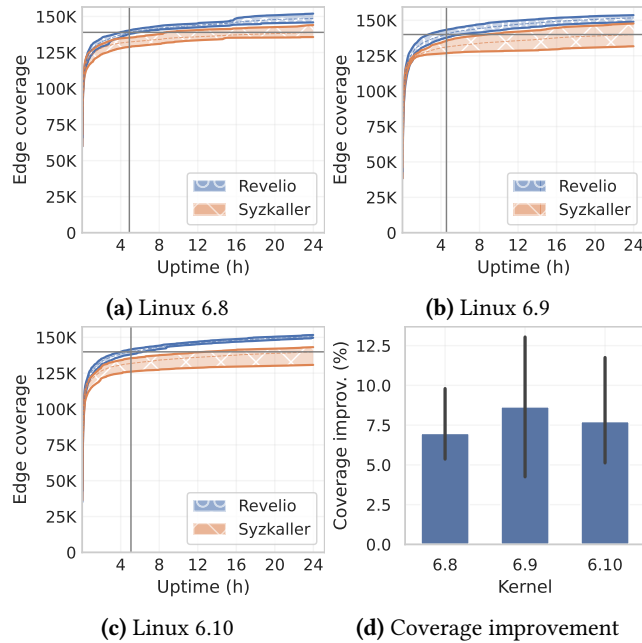 150K
125K
100K
75K
50K
25K
0
Edge coverage
4 8 12 16 20 24
Uptime (h)
Revelio
Syzkaller
(a) Linux 6.8
150K
125K
100K
75K
50K
25K
0
Edge coverage
4 8 12 16 20 24
Uptime (h)
Revelio
Syzkaller
(b) Linux 6.9
150K
125K
100K
75K
50K
25K
0
Edge coverage
4 8 12 16 20 24
Uptime (h)
Revelio
Syzkaller
(c) Linux 6.10
12.5
10.0
7.5
5.0
2.5
0.0
Coverage improv. (%)
6.8 6.9 6.10
Kernel
(d) Coverage improvement